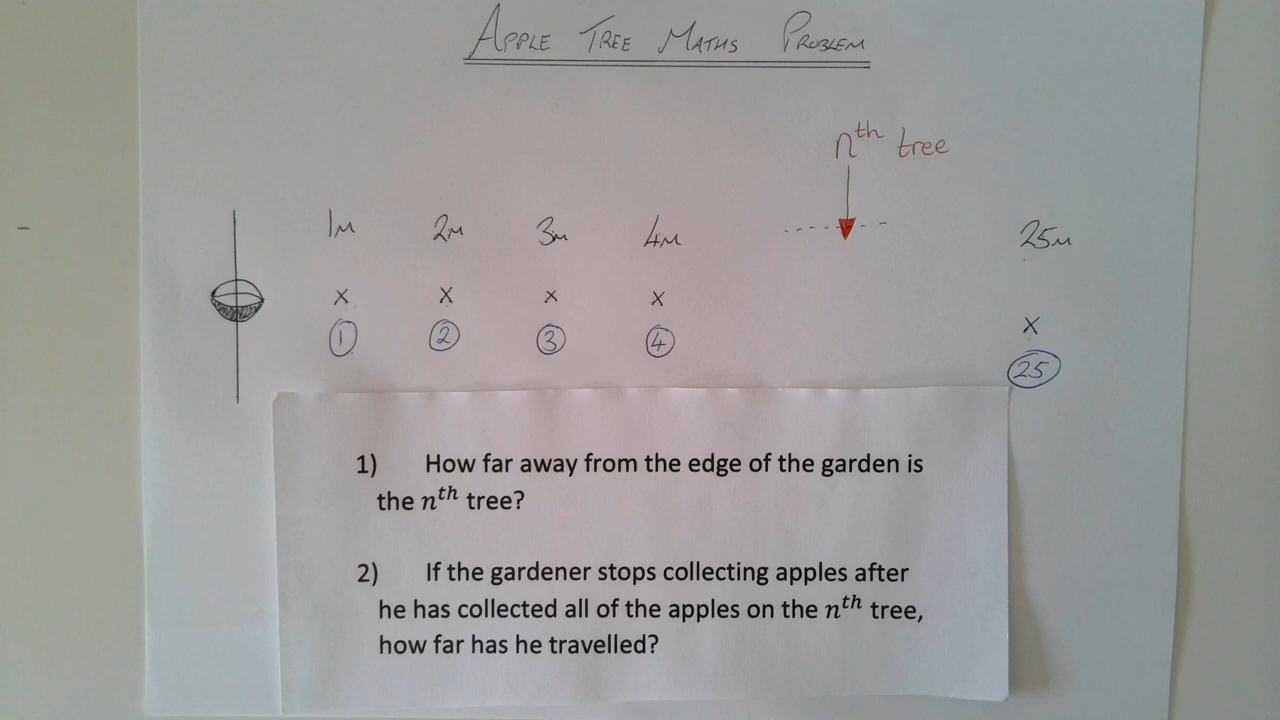 APPLE TREE MATHS PROBLEM
nth tree
1m 2m 3m 4m 25m
x x x x x
1 2 3 4 25
1) How far away from the edge of the garden is
the nth tree?
2) If the gardener stops collecting apples after
he has collected all of the apples on the nth tree,
how far has he travelled?